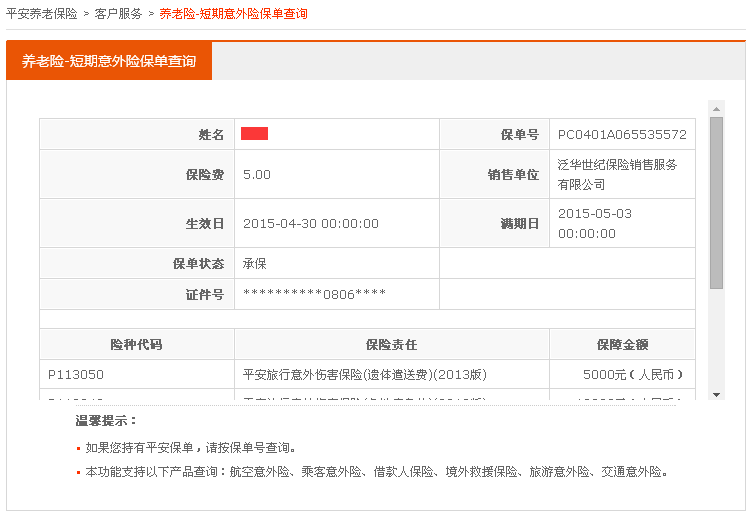 平安养老保险 > 客户服务 > 养老险-短期意外险保单查询
养老险-短期意外险保单查询
姓名 保单号 PC0401A065535572
保险费 5.00 销售单位 泛华世纪保险销售服务
有限公司
生效日 2015-04-30 00:00:00 满期日 2015-05-03
00:00:00
保单状态 承保
证件号 **********0806****
险种代码 保险责任 保障金额
P113050 平安旅行意外伤害保险(遗体遣送费)(2013版) 5000元（人民币）
温馨提示：
如果您持有平安保单，请按保单号查询。
本功能支持以下产品查询：航空意外险、乘客意外险、借款人保险、境外救援保险、旅游意外险、交通意外险。